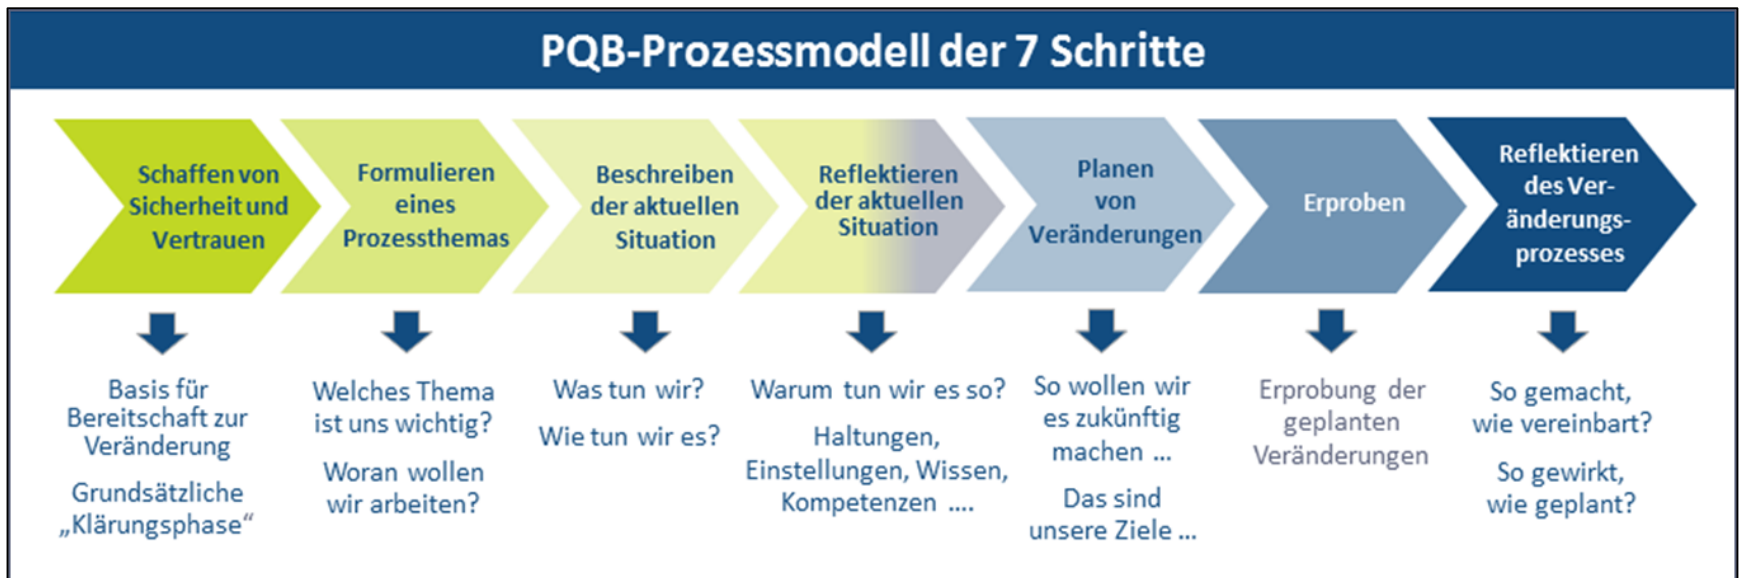 PQB-Prozessmodell der 7 Schritte
Schaffen von
Sicherheit und
Vertrauen
Formulieren
eines
Prozessthemas
Beschreiben
der aktuellen
Situation
Reflektieren
der aktuellen
Situation
Planen
von
Veränderungen
Erproben
Reflektieren
des Ver-
änderungs-
prozesses
Basis für
Bereitschaft zur
Veränderung
Grundsätzliche
„Klärungsphase“
Welches Thema
ist uns wichtig?
Woran wollen
wir arbeiten?
Was tun wir?
Wie tun wir es?
Warum tun wir es so?
Haltungen,
Einstellungen, Wissen,
Kompetenzen ....
So wollen wir
es zukünftig
machen ...
Das sind
unsere Ziele ...
Erprobung der
geplanten
Veränderungen
So gemacht,
wie vereinbart?
So gewirkt,
wie geplant?